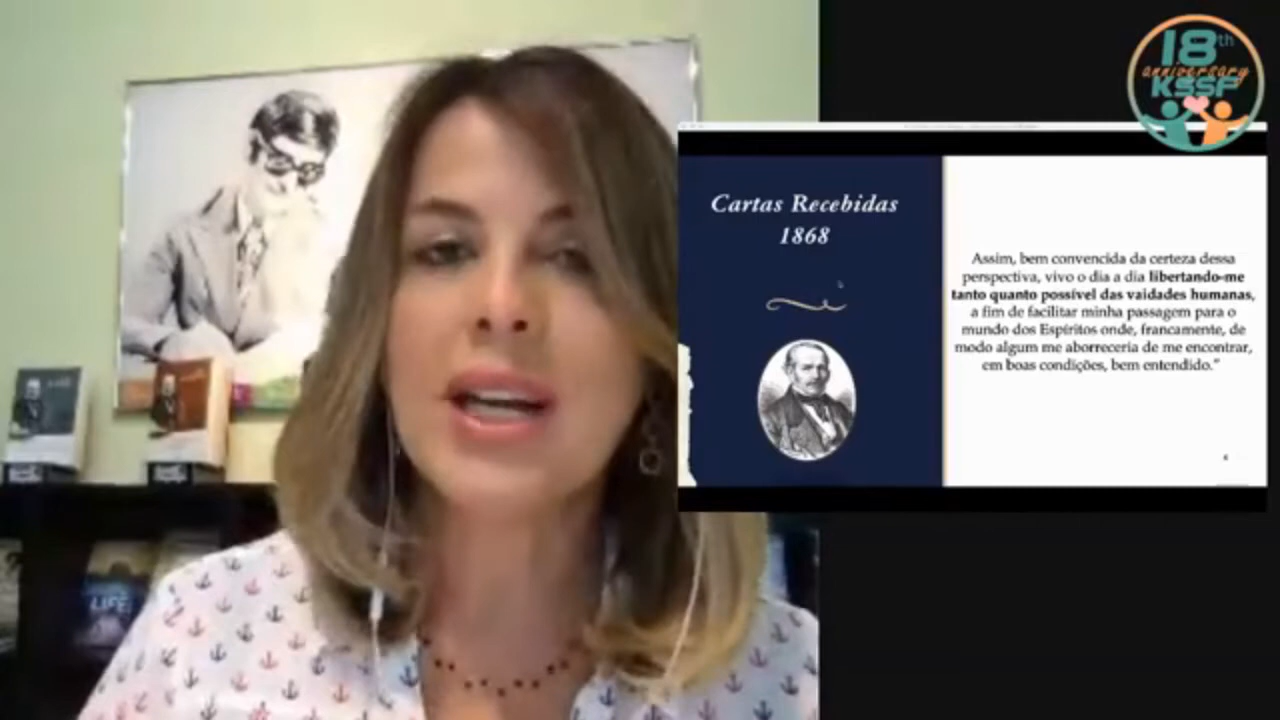 18th
anniversary
KSSF
Cartas Recebidas
1868
Assim, bem convencida da certeza dessa
perspectiva, vivo o dia a dia libertando-me
tanto quanto possível das vaidades humanas,
a fim de facilitar minha passagem para o
mundo dos Espíritos onde, francamente, de
modo algum me aborreceria de me encontrar,
em boas condições, bem entendido.”
LIFE